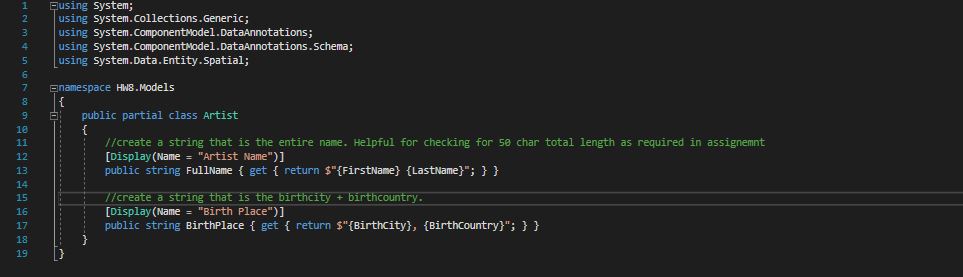 1 using System;
2 using System.Collections.Generic;
3 using System.ComponentModel.DataAnnotations;
4 using System.ComponentModel.DataAnnotations.Schema;
5 using System.Data.Entity.Spatial;
6
7 namespace HW8.Models
8 {
9 public partial class Artist
10 {
11 //create a string that is the entire name. Helpful for checking for 50 char total length as required in assignemnt
12 [Display(Name = "Artist Name")]
13 public string FullName { get { return $"{FirstName} {LastName}"; } }
14
15 //create a string that is the birthcity + birthcountry.
16 [Display(Name = "Birth Place")]
17 public string BirthPlace { get { return $"{BirthCity}, {BirthCountry}"; } }
18 }
19 }